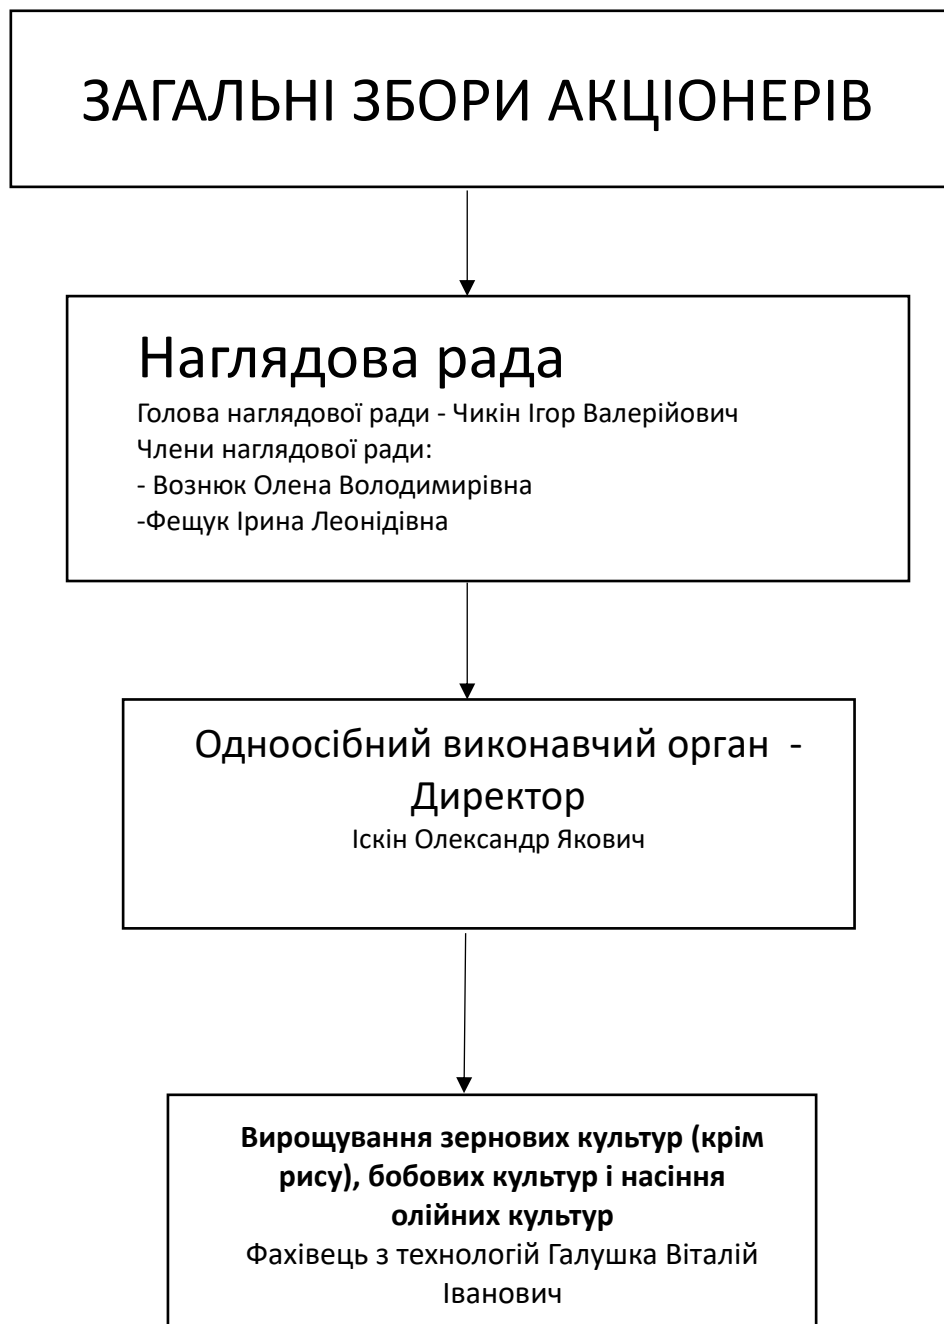 ЗАГАЛЬНІ ЗБОРИ АКЦІОНЕРІВ
Наглядова рада
Голова наглядової ради - Чикін Ігор Валерійович
Члени наглядової ради:
- Вознюк Олена Володимирівна
-Фещук Ірина Леонідівна
Одноосібний виконавчий орган -
Директор
Іскін Олександр Якович
Вирощування зернових культур (крім
рису), бобових культур і насіння
олійних культур
Фахівець з технологій Галушка Віталій
Іванович